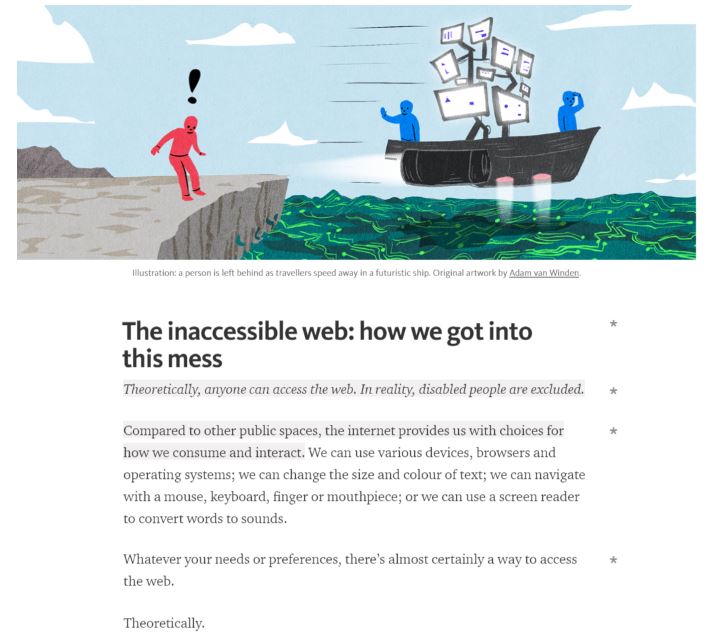 Illustration: a person is left behind as travellers speed away in a futuristic ship. Original artwork by Adam van Winden.
The inaccessible web: how we got into
this mess
*
Theoretically, anyone can access the web. In reality, disabled people are excluded.
*
Compared to other public spaces, the internet provides us with choices for
*
how we consume and interact. We can use various devices, browsers and
operating systems; we can change the size and colour of text; we can navigate
with a mouse, keyboard, finger or mouthpiece; or we can use a screen reader
to convert words to sounds.
Whatever your needs or preferences, there's almost certainly a way to access
*
the web.
Theoretically.